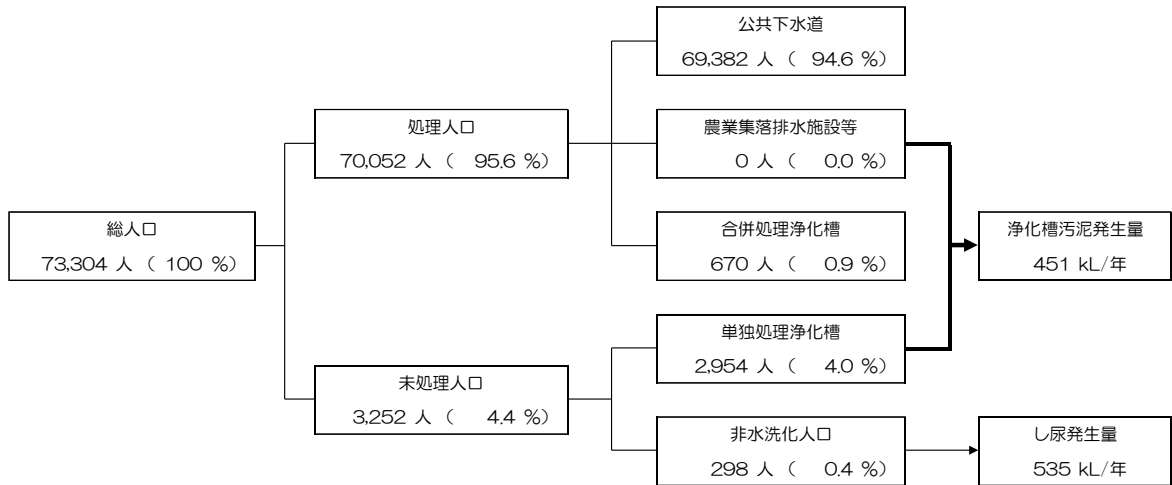 公共下水道
69,382 人 （ 94.6 %）
処理人口
70,052 人 （ 95.6 %）
農業集落排水施設等
0 人 （ 0.0 %）
総人口
73,304 人 （ 100 %）
合併処理浄化槽
670 人 （ 0.9 %）
浄化槽汚泥発生量
451 kL/年
単独処理浄化槽
2,954 人 （ 4.0 %）
未処理人口
3,252 人 （ 4.4 %）
非水洗化人口
298 人 （ 0.4 %）
し尿発生量
535 kL/年